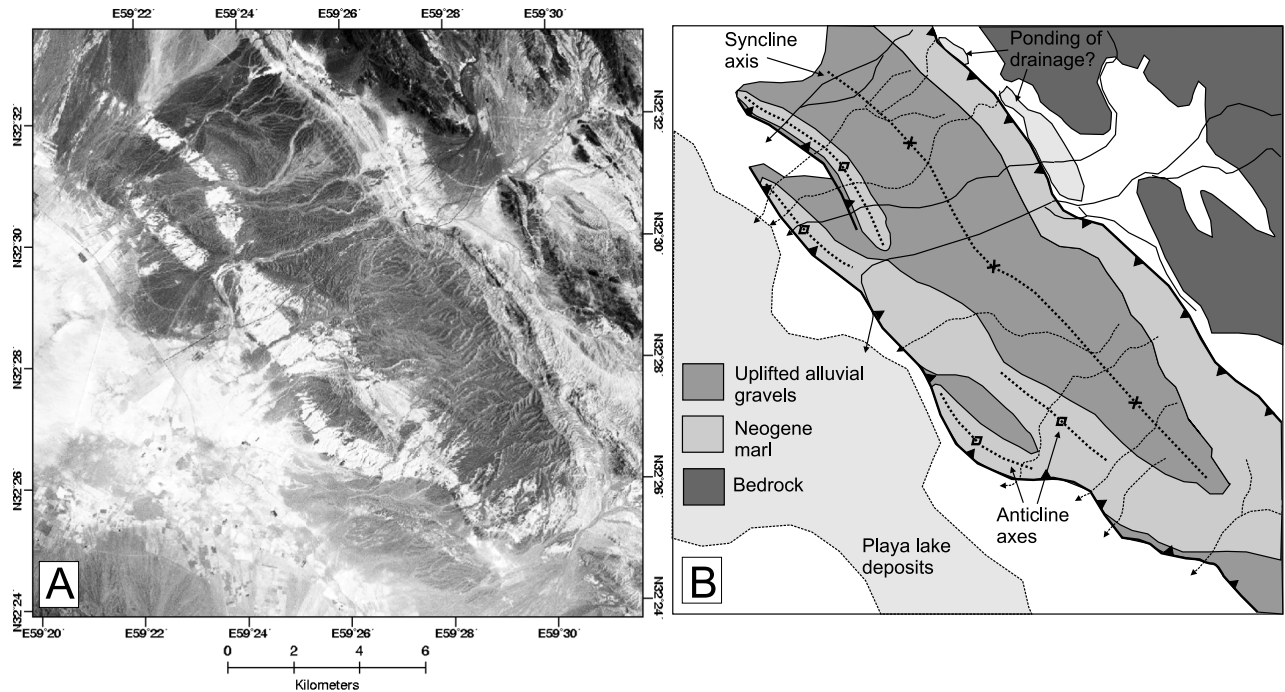 E59°22' E59°24' E59°26' E59°28' E59°30'
N32°32'
N32°30'
N32°28'
N32°26'
N32°24'
N32°32'
N32°30'
N32°28'
N32°26'
N32°24'
A
E59°20' E59°22' E59°24' E59°26' E59°28' E59°30'
0 2 4 6
Kilometers
Syncline
axis
Ponding of
drainage?
Uplifted alluvial
gravels
Neogene
marl
Bedrock
Anticline
axes
Playa lake
deposits
B